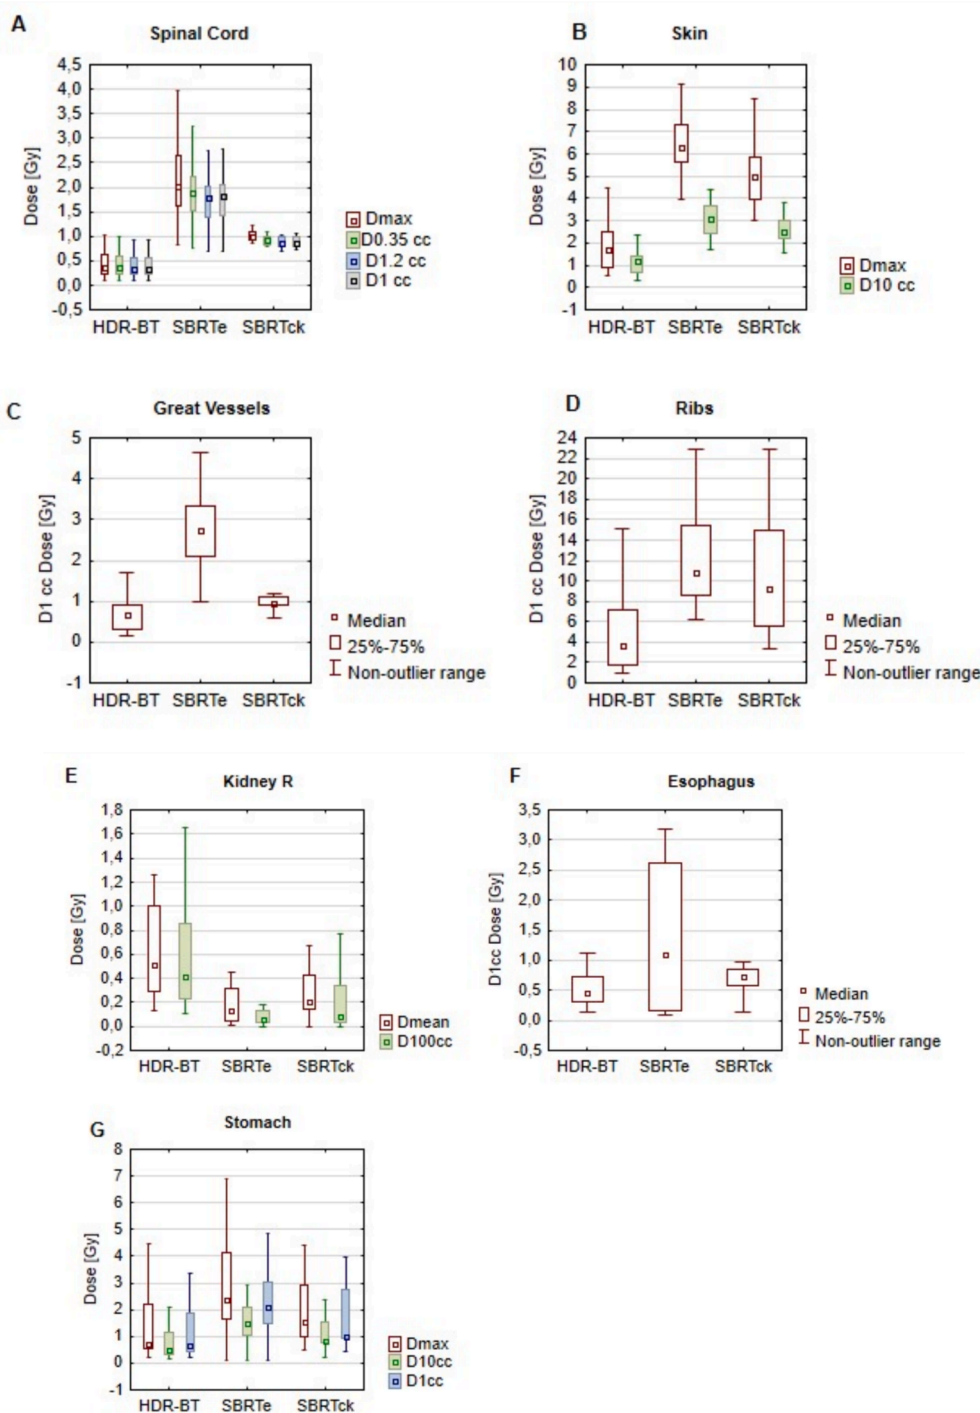 A
Spinal Cord
Dose [Gy]
4,5
4,0
3,5
3,0
2,5
2,0
1,5
1,0
0,5
0,0
-0,5
HDR-BT SBRTe SBRTck
Dmax
D0.35 cc
D1.2 cc
D1 cc
B
Skin
Dose [Gy]
10
9
8
7
6
5
4
3
2
1
0
-1
HDR-BT SBRTe SBRTck
Dmax
D10 cc
C
Great Vessels
D1 cc Dose [Gy]
5
4
3
2
1
0
-1
HDR-BT SBRTe SBRTck
Median
25%-75%
Non-outlier range
D
Ribs
D1 cc Dose [Gy]
24
22
20
18
16
14
12
10
8
6
4
2
0
HDR-BT SBRTe SBRTck
Median
25%-75%
Non-outlier range
E
Kidney R
Dose [Gy]
1,8
1,6
1,4
1,2
1,0
0,8
0,6
0,4
0,2
0,0
-0,2
HDR-BT SBRTe SBRTck
Dmean
D100cc
F
Esophagus
D1cc Dose [Gy]
3,5
3,0
2,5
2,0
1,5
1,0
0,5
0,0
-0,5
HDR-BT SBRTe SBRTck
Median
25%-75%
Non-outlier range
G
Stomach
Dose [Gy]
8
7
6
5
4
3
2
1
0
-1
HDR-BT SBRTe SBRTck
Dmax
D10cc
D1cc